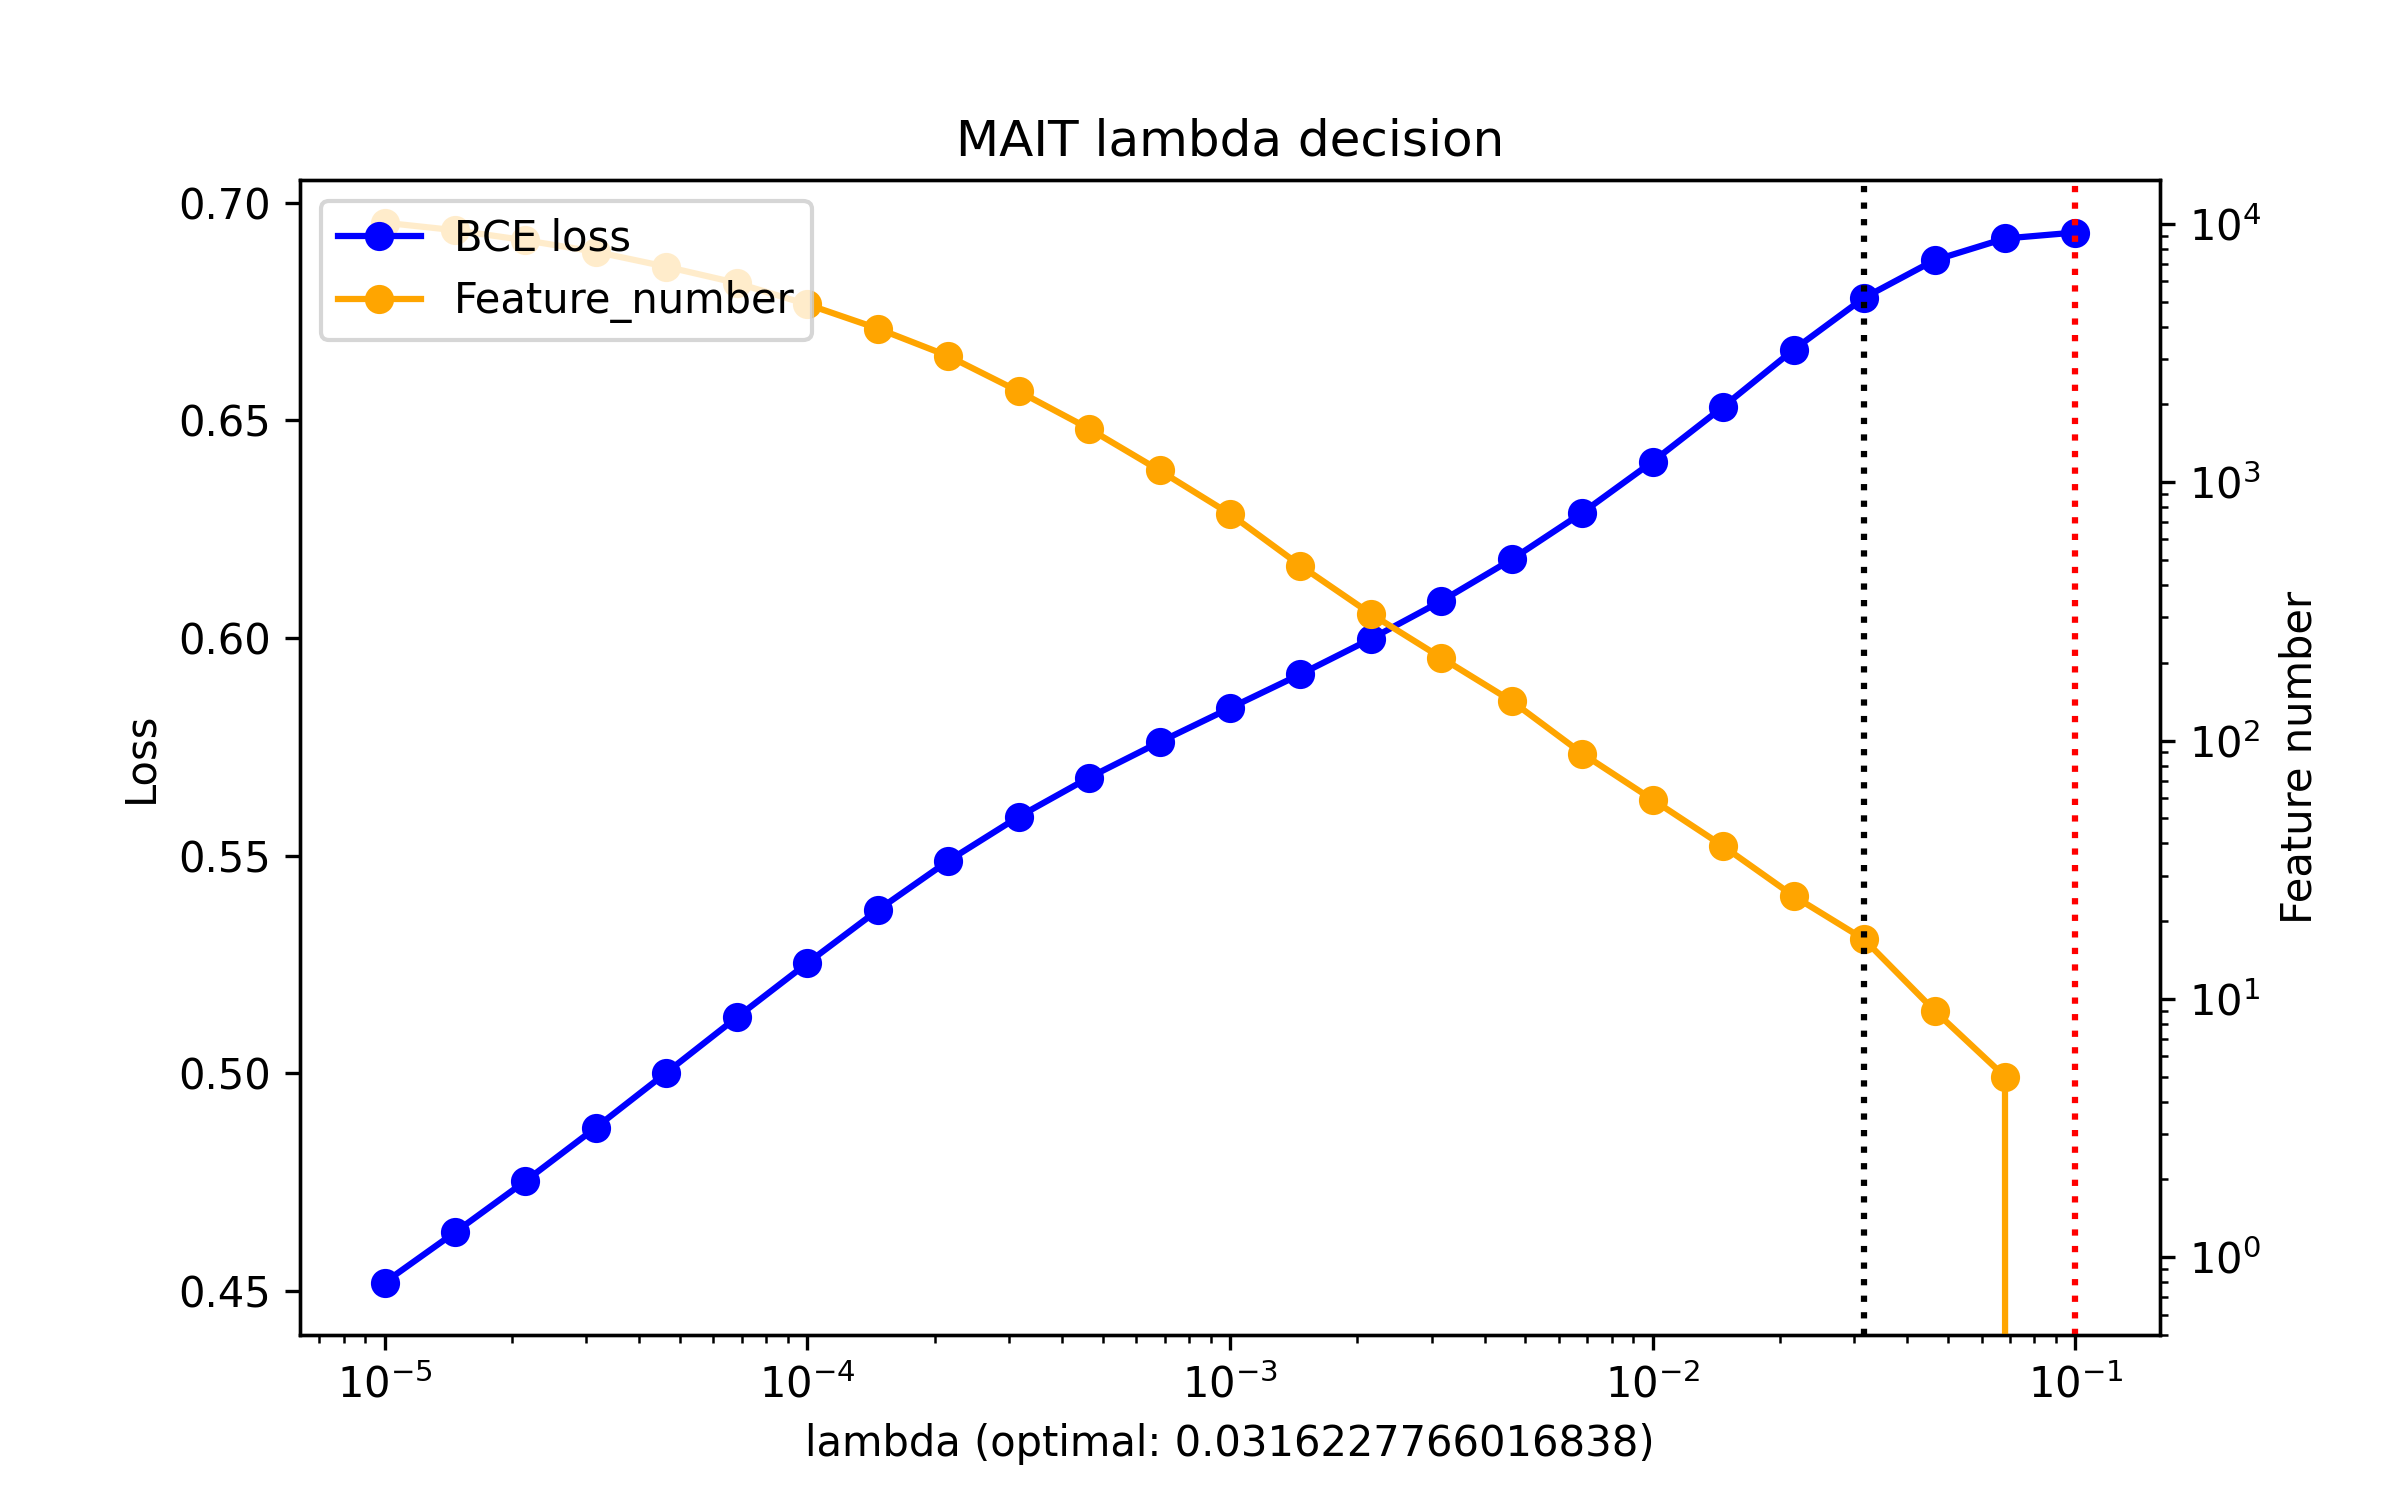 MAIT lambda decision
BCE loss
Feature_number
0.70
0.65
0.60
0.55
0.50
0.45
Loss
10⁴
10³
10²
10¹
10⁰
Feature number
10⁻⁵ 10⁻⁴ 10⁻³ 10⁻² 10⁻¹
lambda (optimal: 0.0316227766016838)